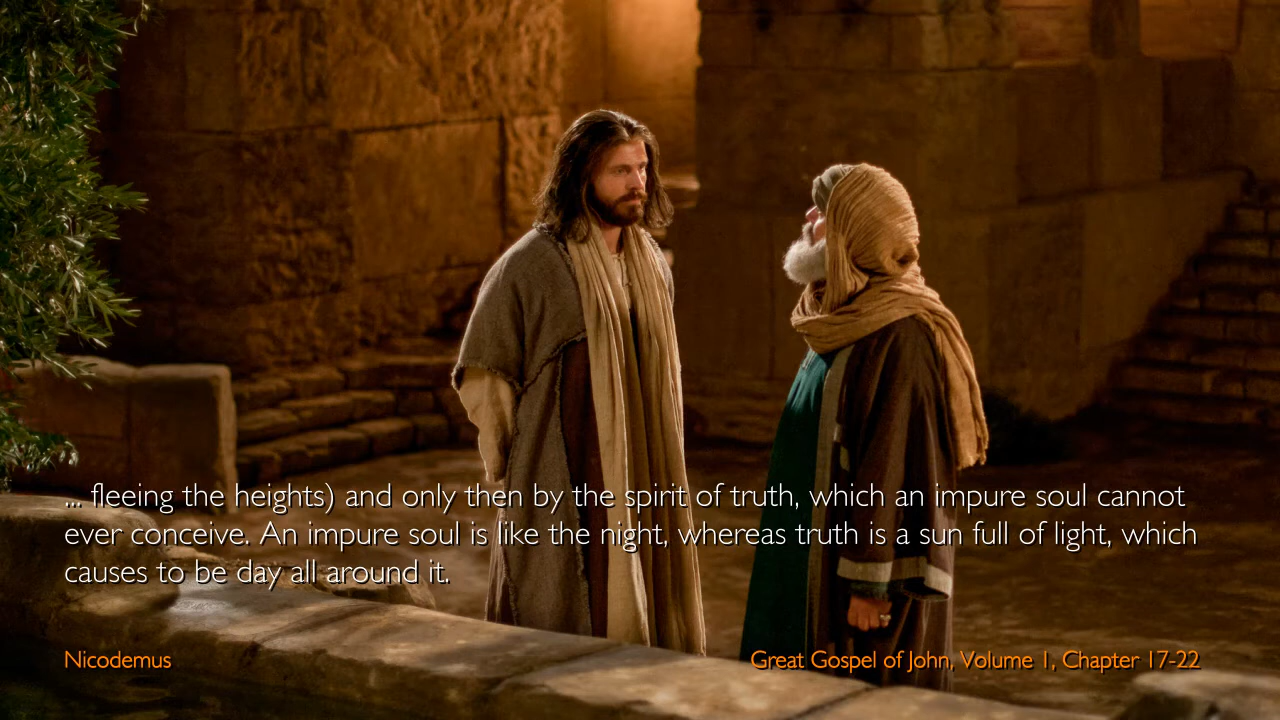 ... fleeing the heights) and only then by the spirit of truth, which an impure soul cannot
ever conceive. An impure soul is like the night, whereas truth is a sun full of light, which
causes to be day all around it.
Nicodemus
Great Gospel of John, Volume 1, Chapter 17-22